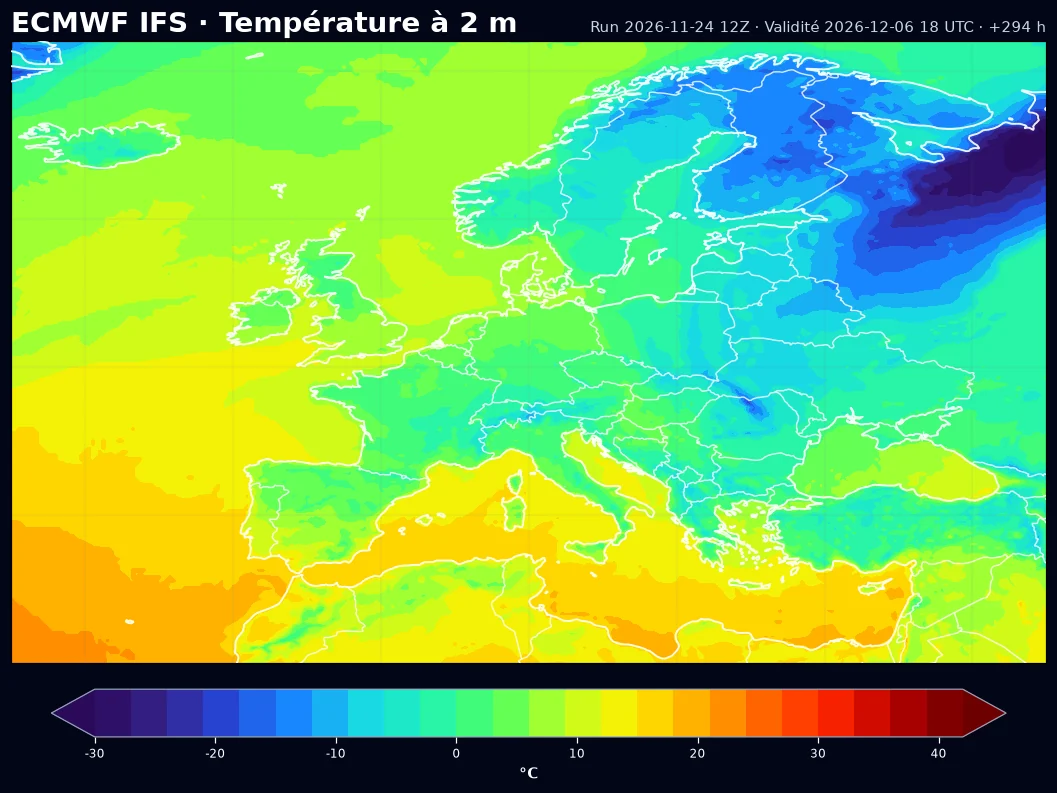 ECMWF IFS · Température à 2 m
Run 2026-11-24 12Z · Validité 2026-12-06 18 UTC · +294 h
-30 -20 -10 0 10 20 30 40
°C